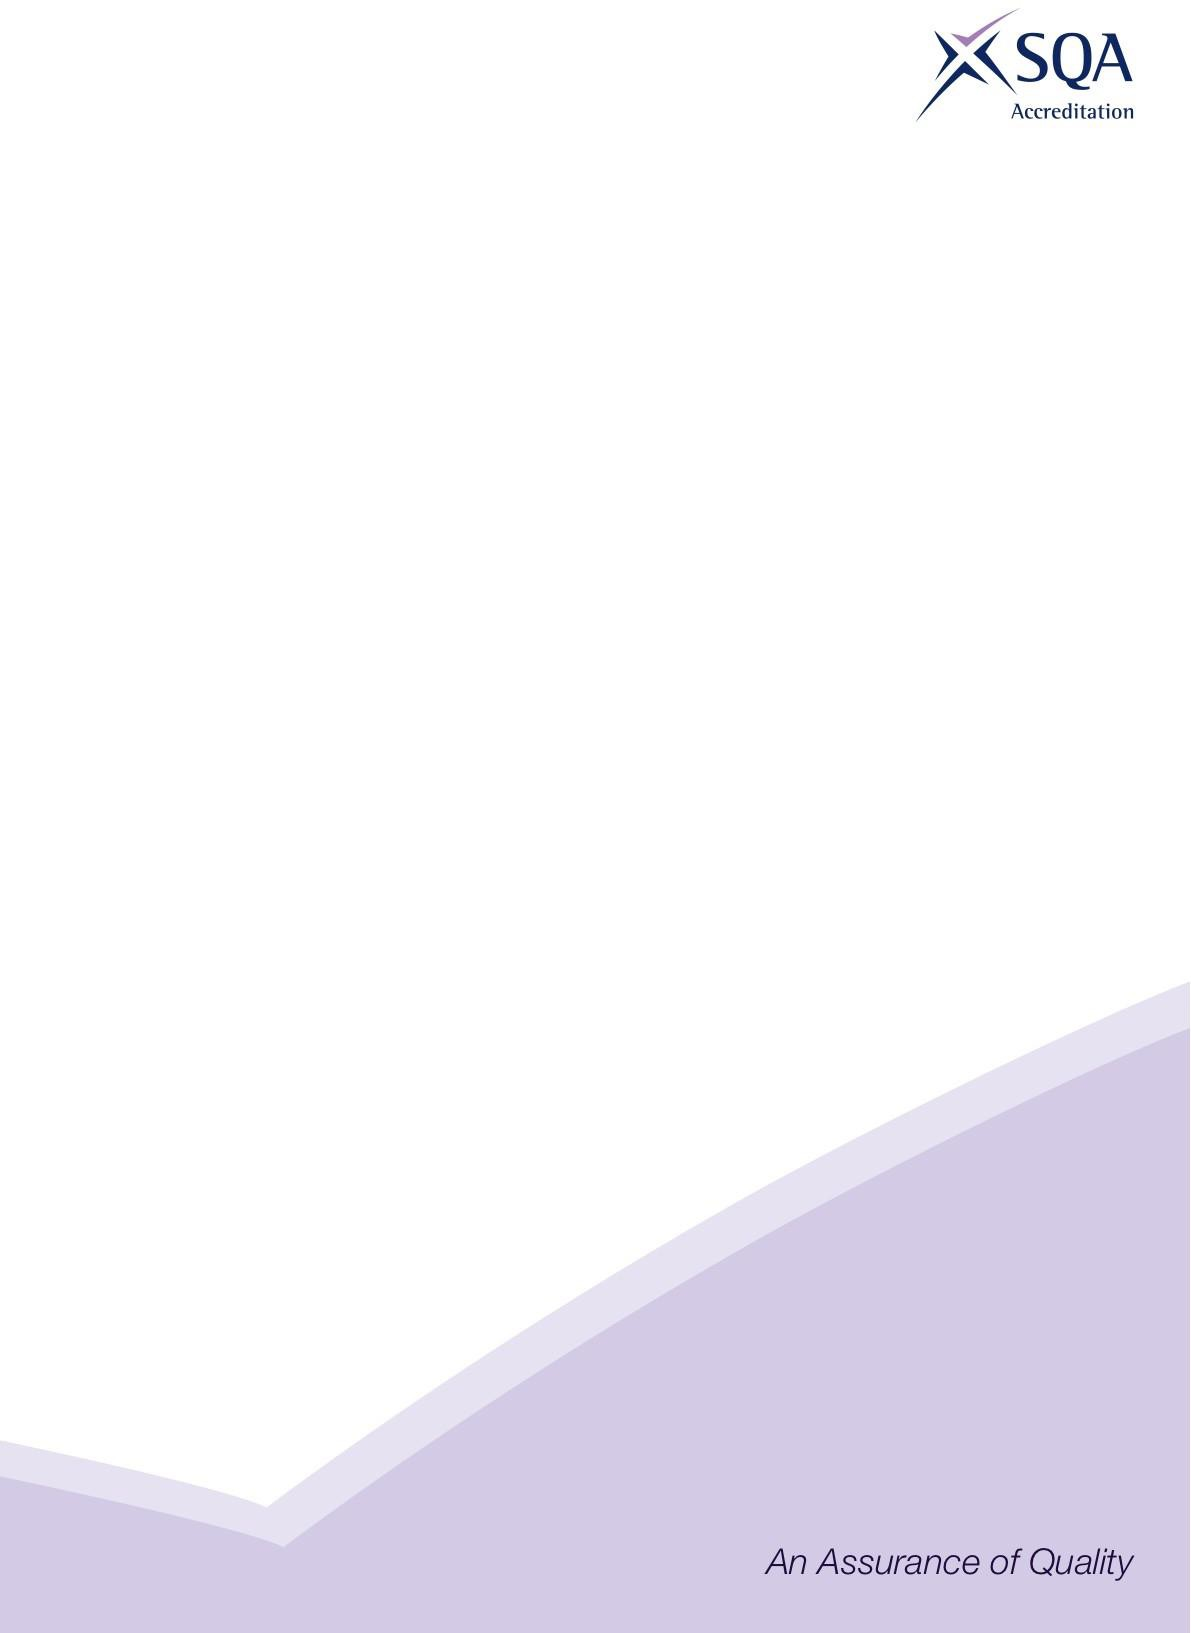 SQA
Accreditation
An Assurance of Quality